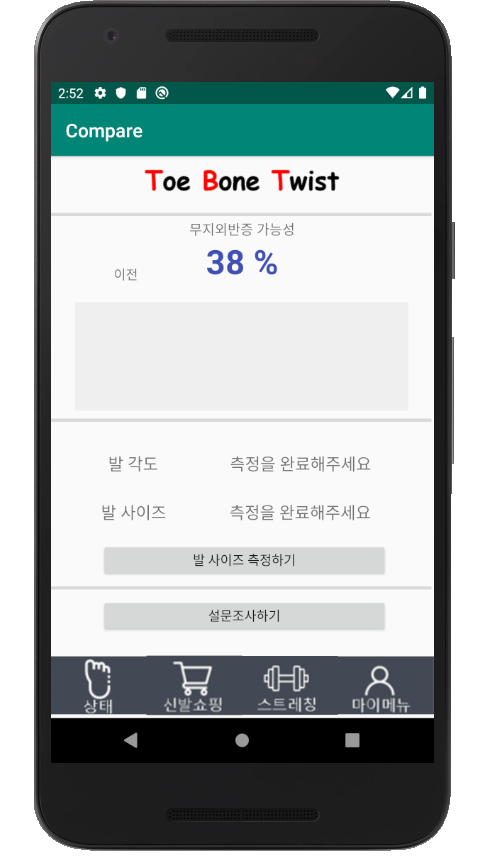 2:52
Compare
Toe Bone Twist
무지외반증 가능성
38 %
이전
발 각도 측정을 완료해주세요
발 사이즈 측정을 완료해주세요
발 사이즈 측정하기
설문조사하기
상태 신발쇼핑 스트레칭 마이메뉴